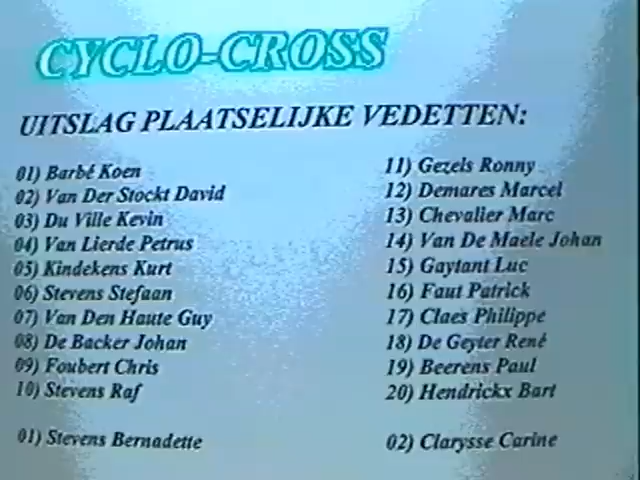 CYCLO-CROSS
UITSLAG PLAATSELIJKE VEDETTEN:
01) Barbé Koen
02) Van Der Stockt David
03) Du Ville Kevin
04) Van Lierde Petrus
05) Kindekens Kurt
06) Stevens Stefaan
07) Van Den Haute Guy
08) De Backer Johan
09) Foubert Chris
10) Stevens Raf
11) Gezels Ronny
12) Demares Marcel
13) Chevalier Marc
14) Van De Maele Johan
15) Gaytant Luc
16) Faut Patrick
17) Claes Philippe
18) De Geyter René
19) Beerens Paul
20) Hendrickx Bart
01) Stevens Bernadette
02) Clarysse Carine